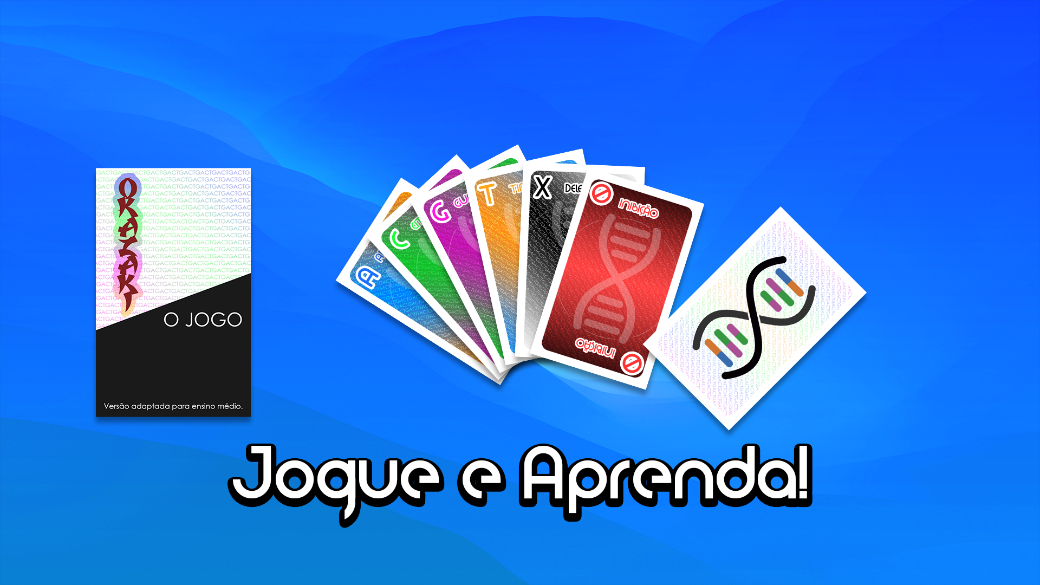 OKAZAKI
O JOGO
Versão adaptada para ensino médio.
A
C
G
T
X
INIBIÇÃO
INIBIÇÃO
Jogue e Aprenda!